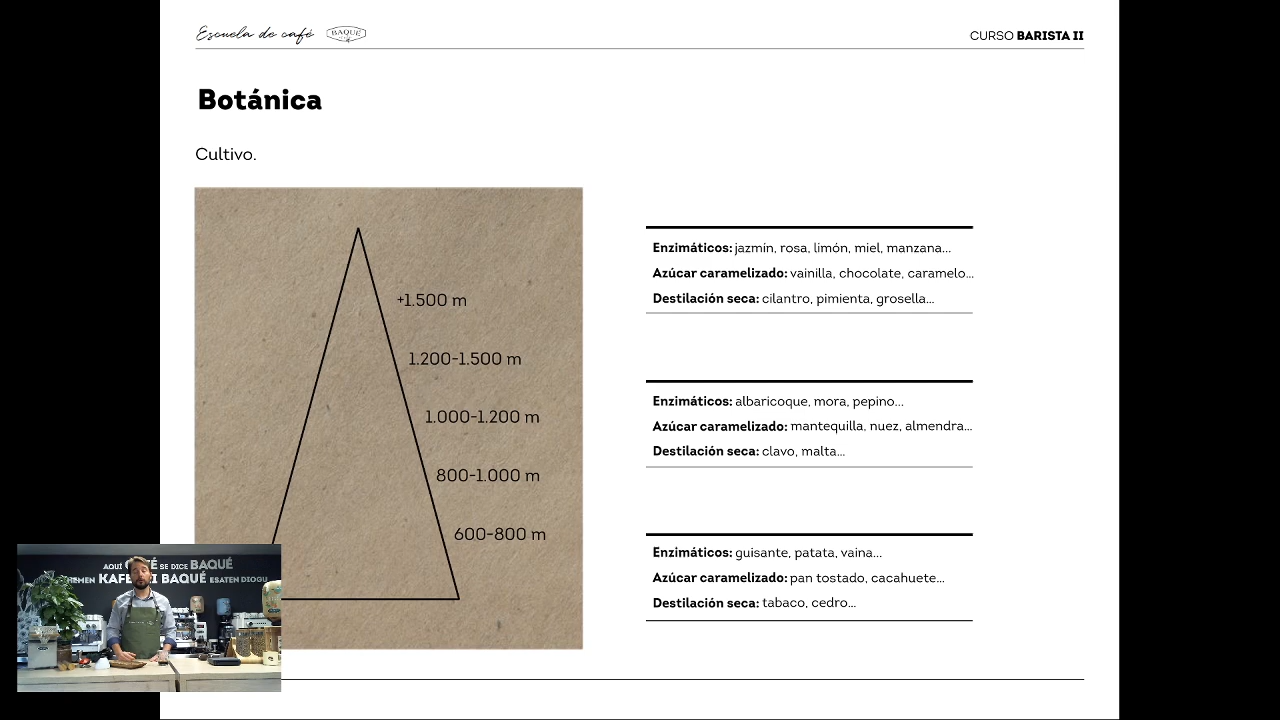 Escuela de café BAQUÉ
CURSO BARISTA II
Botánica
Cultivo.
+1.500 m
1.200-1.500 m
1.000-1.200 m
800-1.000 m
600-800 m
Enzimáticos: jazmín, rosa, limón, miel, manzana...
Azúcar caramelizado: vainilla, chocolate, caramelo...
Destilación seca: cilantro, pimienta, grosella...
Enzimáticos: albaricoque, mora, pepino...
Azúcar caramelizado: mantequilla, nuez, almendra...
Destilación seca: clavo, malta...
Enzimáticos: guisante, patata, vaina...
Azúcar caramelizado: pan tostado, cacahuete...
Destilación seca: tabaco, cedro...
AQUÍ SE DICE BAQUÉ
BAQUÉ ESATEN DIOGU